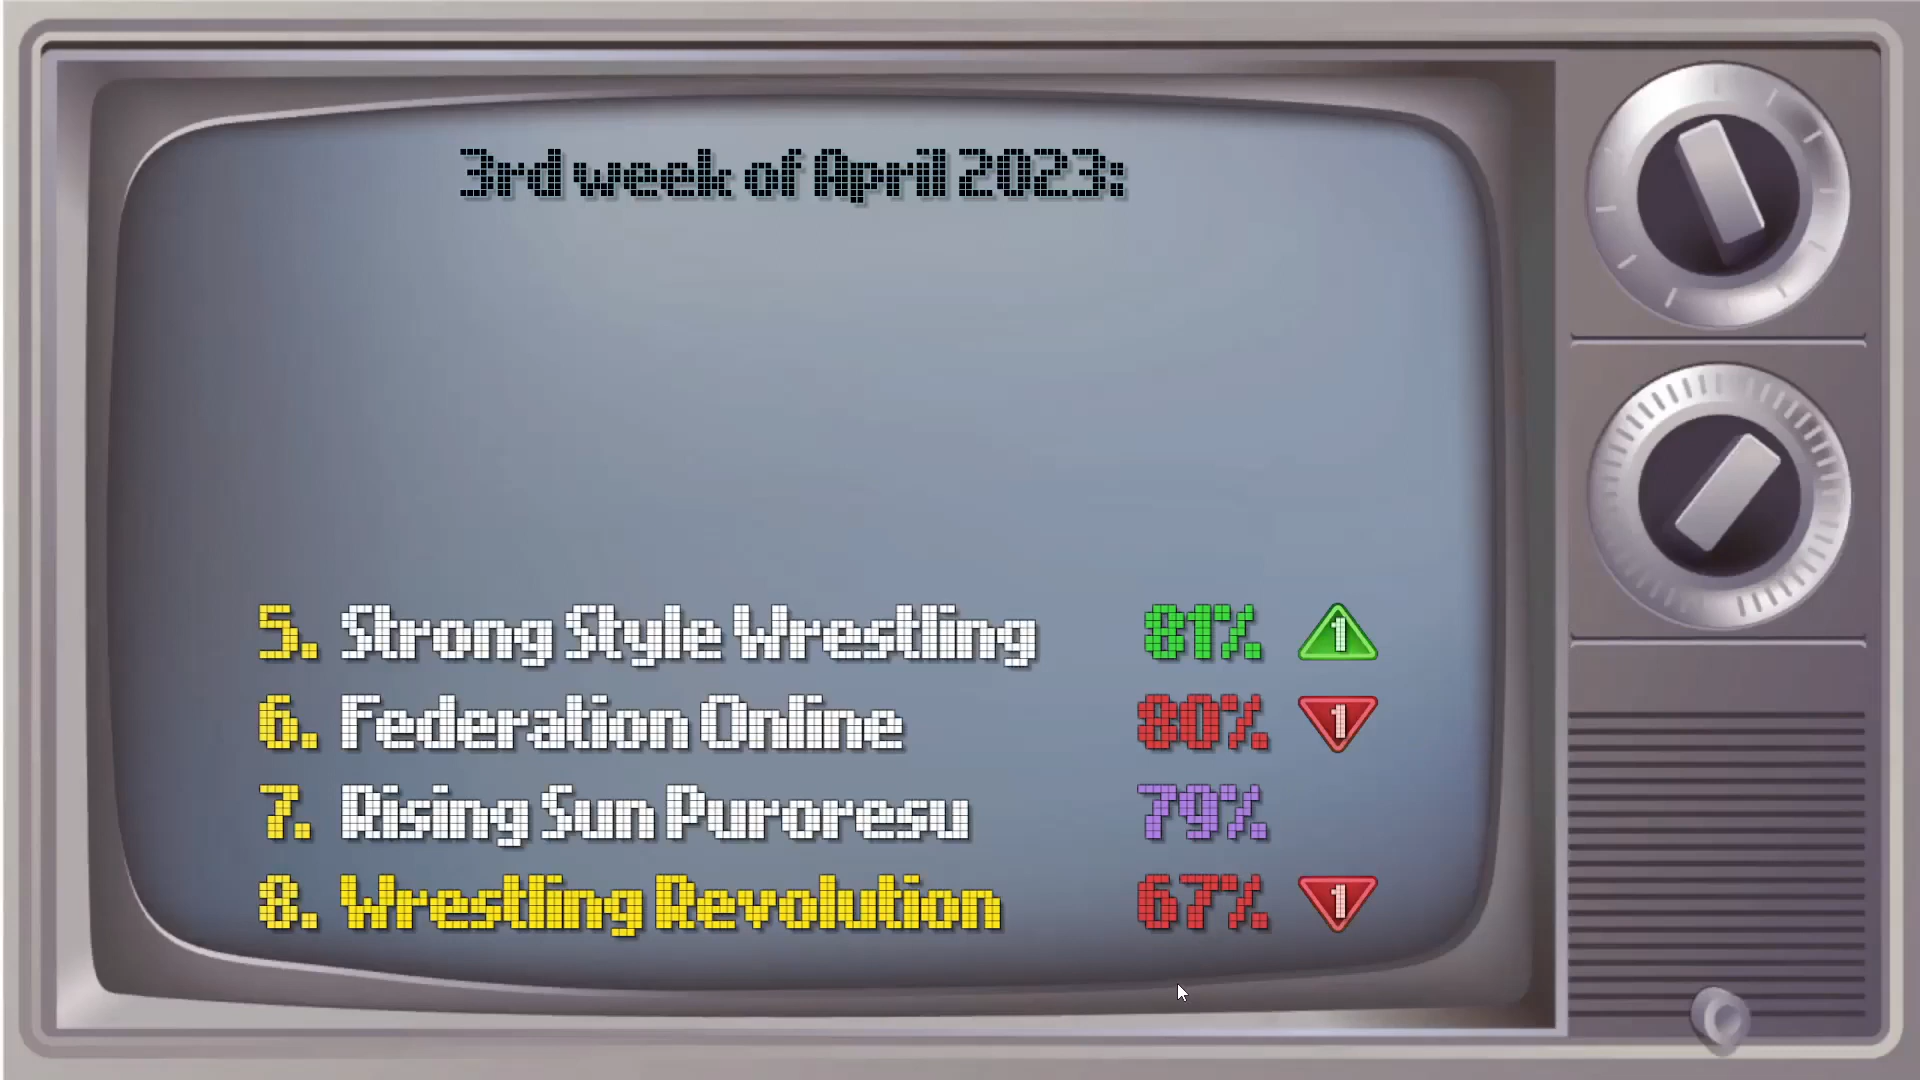 3rd week of April 2023:
5. Strong Style Wrestling 81% 1
6. Federation Online 80% 1
7. Rising Sun Puroresu 79%
8. Wrestling Revolution 67% 1